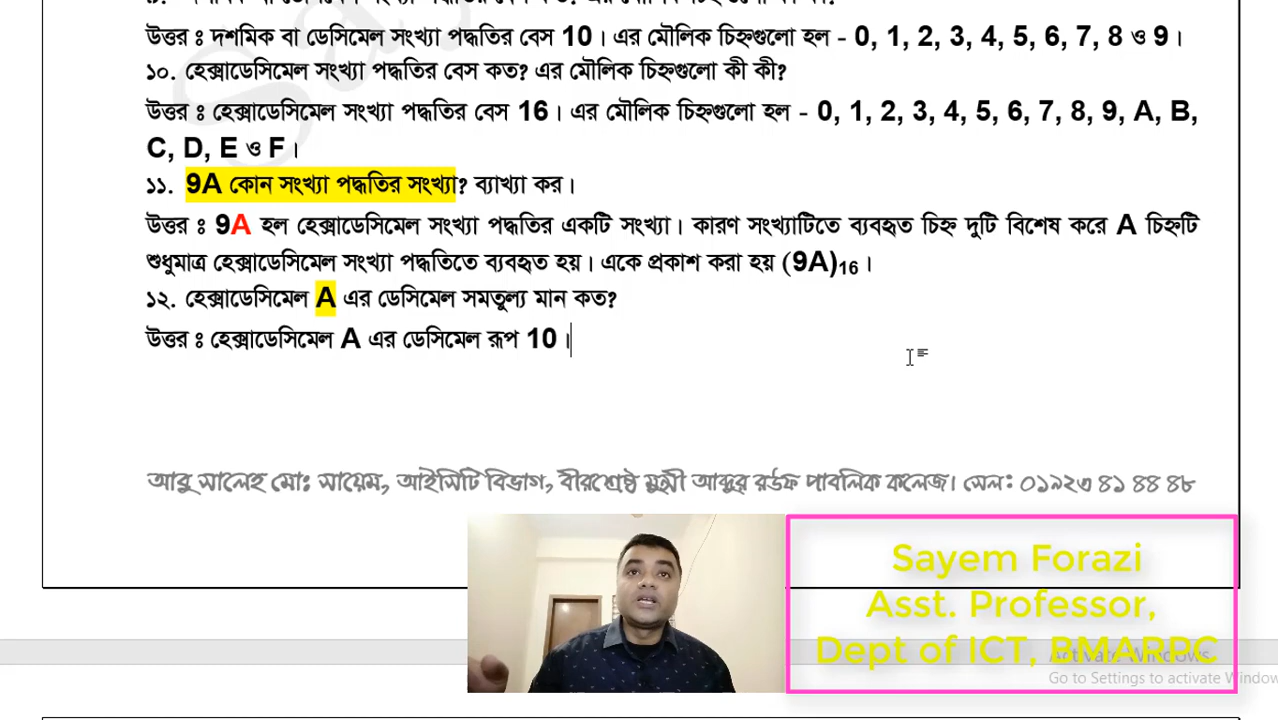 উত্তর ঃ দশমিক বা ডেসিমেল সংখ্যা পদ্ধতির বেস 10। এর মৌলিক চিহ্নগুলো হল - 0, 1, 2, 3, 4, 5, 6, 7, 8 ও 9।
১০. হেক্সাডেসিমেল সংখ্যা পদ্ধতির বেস কত? এর মৌলিক চিহ্নগুলো কী কী?
উত্তর ঃ হেক্সাডেসিমেল সংখ্যা পদ্ধতির বেস 16। এর মৌলিক চিহ্নগুলো হল - 0, 1, 2, 3, 4, 5, 6, 7, 8, 9, A, B,
C, D, E ও F।
১১. 9A কোন সংখ্যা পদ্ধতির সংখ্যা? ব্যাখ্যা কর।
উত্তর ঃ 9A হল হেক্সাডেসিমেল সংখ্যা পদ্ধতির একটি সংখ্যা। কারণ সংখ্যাটিতে ব্যবহৃত চিহ্ন দুটি বিশেষ করে A চিহ্নটি
শুধুমাত্র হেক্সাডেসিমেল সংখ্যা পদ্ধতিতে ব্যবহৃত হয়। একে প্রকাশ করা হয় (9A)16।
১২. হেক্সাডেসিমেল A এর ডেসিমেল সমতুল্য মান কত?
উত্তর ঃ হেক্সাডেসিমেল A এর ডেসিমেল রূপ 10।
আবু সালেহ মোঃ সায়েম, আইসিটি বিভাগ, বীরশ্রেষ্ঠ মুন্সী আব্দুর রউফ পাবলিক কলেজ। সেল: ০১৯২৩ ৪১ ৪৪ ৪৮
Sayem Forazi
Asst. Professor,
Dept of ICT, BMARPC
Activate Windows
Go to Settings to activate Windows